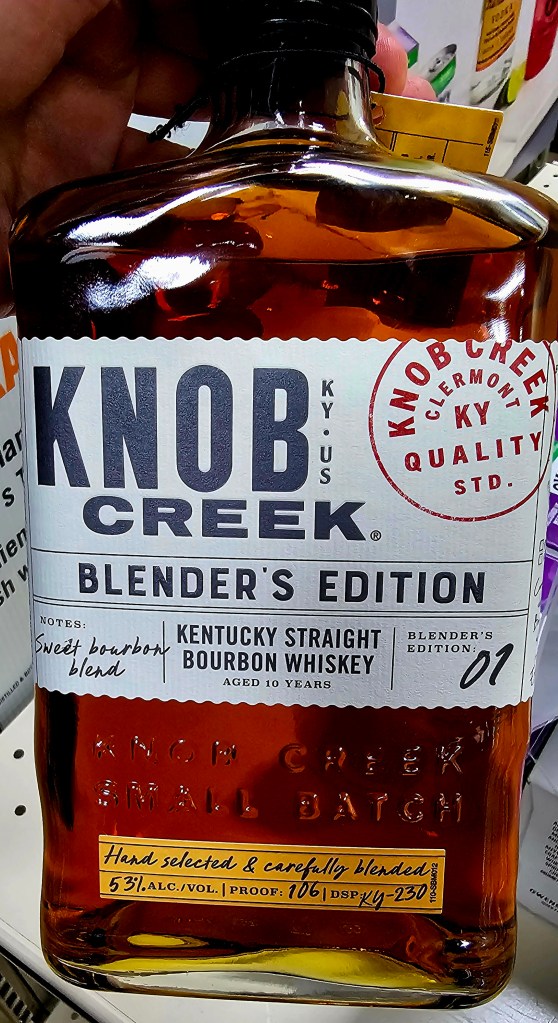 KNOB
KY · US
CREEK®
KNOB CREEK
CLERMONT
KY
QUALITY
STD.
BLENDER'S EDITION
NOTES:
Sweet bourbon
blend
KENTUCKY STRAIGHT
BOURBON WHISKEY
AGED 10 YEARS
BLENDER'S
EDITION:
01
KNOB CREEK
SMALL BATCH
Hand selected & carefully blended
53% ALC./VOL. | PROOF: 106 | DSP: KY-230